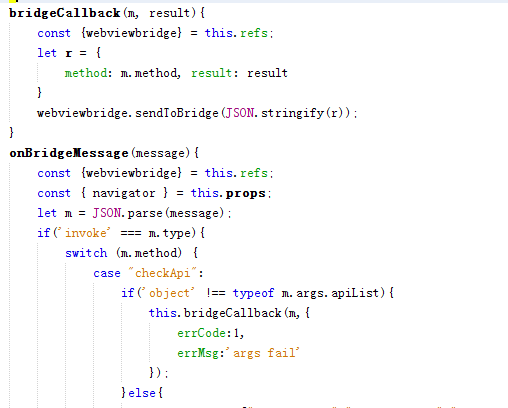 bridgeCallback(m, result){
const {webviewbridge} = this.refs;
let r = {
method: m.method, result: result
}
webviewbridge.sendToBridge(JSON.stringify(r));
}
onBridgeMessage(message){
const {webviewbridge} = this.refs;
const { navigator } = this.props;
let m = JSON.parse(message);
if('invoke' === m.type){
switch (m.method) {
case "checkApi":
if('object' !== typeof m.args.apiList){
this.bridgeCallback(m,{
errCode:1,
errMsg:'args fail'
});
}else{